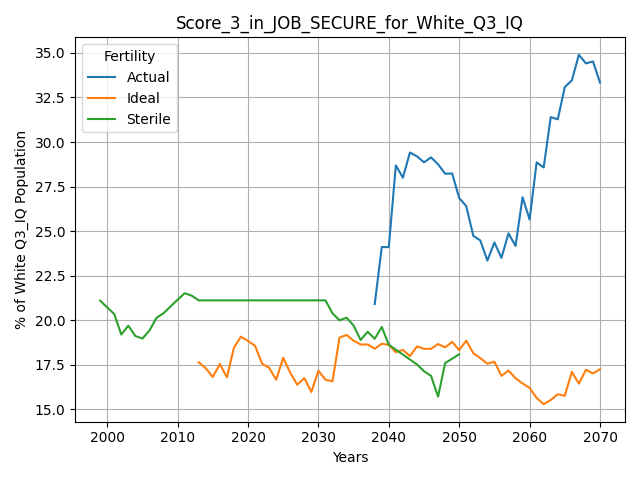 Score_3_in_JOB_SECURE_for_White_Q3_IQ
% of White Q3_IQ Population
35.0
32.5
30.0
27.5
25.0
22.5
20.0
17.5
15.0
Fertility
Actual
Ideal
Sterile
2000 2010 2020 2030 2040 2050 2060 2070
Years